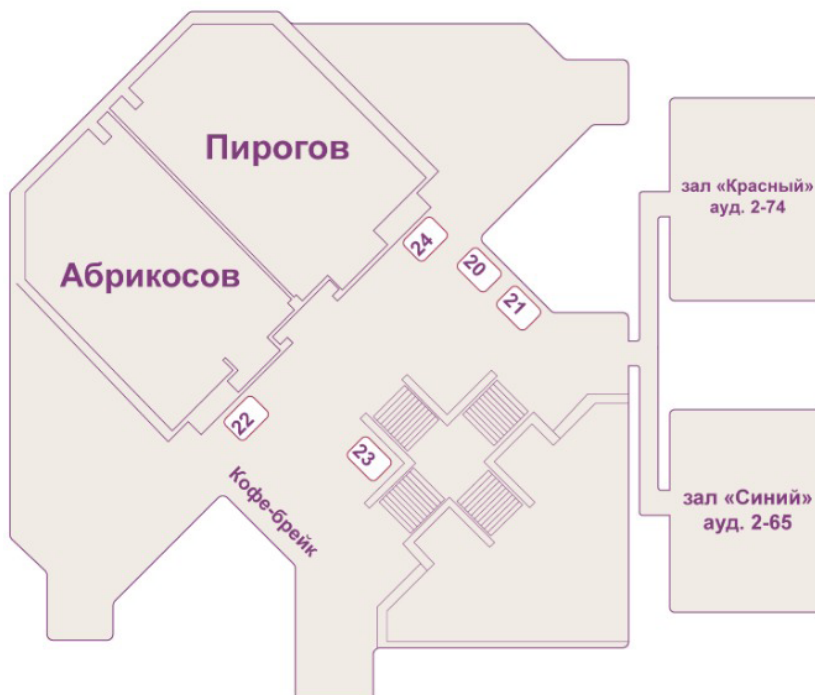 Пирогов
зал «Красный»
ауд. 2-74
24
20
Абрикосов
21
22
23
Кофе-брейк
зал «Синий»
ауд. 2-65